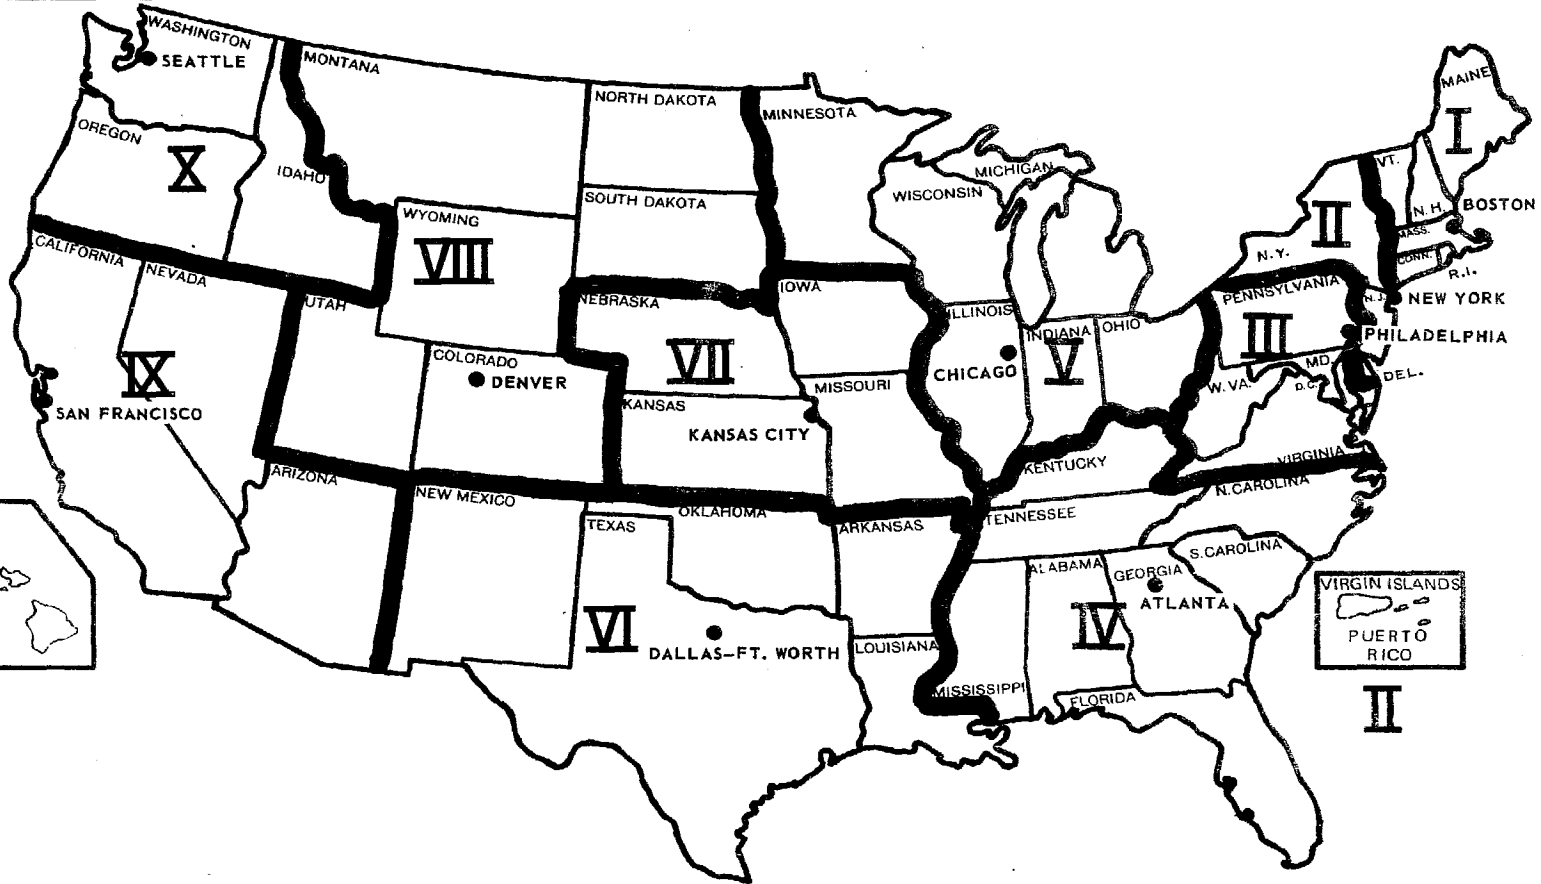 WASHINGTON
SEATTLE
MONTANA
NORTH DAKOTA
MINNESOTA
MAINE
OREGON
X
IDAHO
I
VT.
MICHIGAN
WISCONSIN
SOUTH DAKOTA
WYOMING
VIII
N.H.
BOSTON
II
MASS.
CALIFORNIA
NEVADA
N.Y.
CONN.
R.I.
UTAH
NEBRASKA
IOWA
PENNSYLVANIA
N.J.
NEW YORK
ILLINOIS
INDIANA
OHIO
III
PHILADELPHIA
IX
COLORADO
DENVER
VII
MISSOURI
CHICAGO
V
MD.
DEL.
W.VA.
D.C.
SAN FRANCISCO
KANSAS
KANSAS CITY
KENTUCKY
VIRGINIA
ARIZONA
NEW MEXICO
OKLAHOMA
TEXAS
ARKANSAS
TENNESSEE
N.CAROLINA
S.CAROLINA
ALABAMA
GEORGIA
ATLANTA
VI
DALLAS-FT. WORTH
LOUISIANA
IV
MISSISSIPPI
FLORIDA
VIRGIN ISLANDS
PUERTO
RICO
II